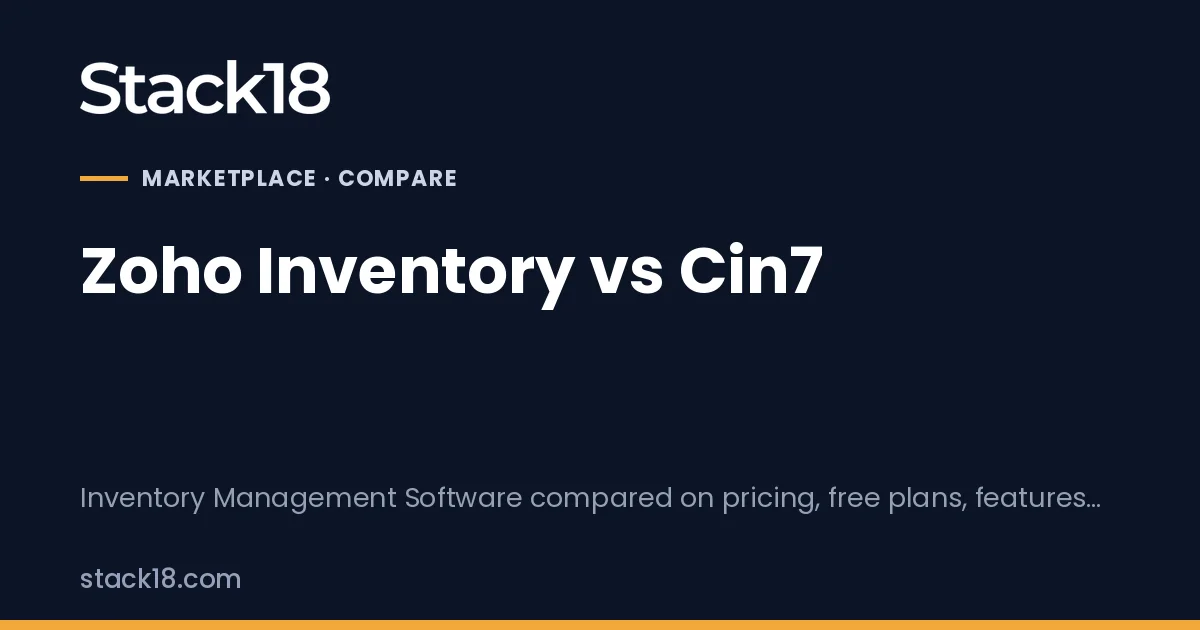 Stack18
MARKETPLACE · COMPARE
Zoho Inventory vs Cin7
Inventory Management Software compared on pricing, free plans, features...
stack18.com